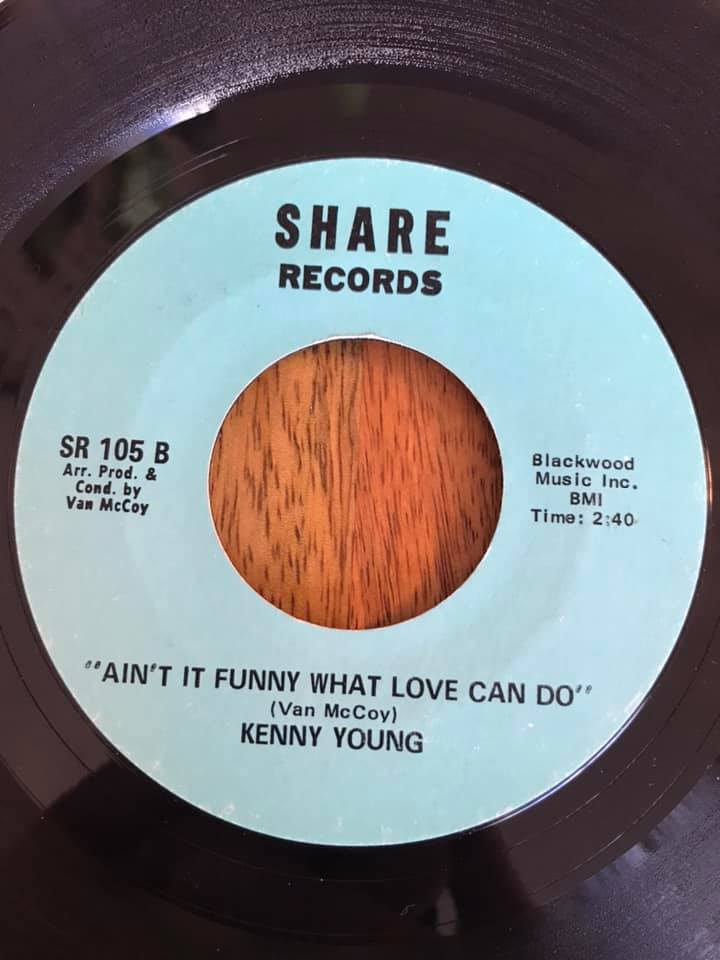 SHARE
RECORDS
SR 105 B
Arr. Prod. &
Cond. by
Van McCoy
Blackwood
Music Inc.
BMI
Time: 2:40
"AIN'T IT FUNNY WHAT LOVE CAN DO"
(Van McCoy)
KENNY YOUNG